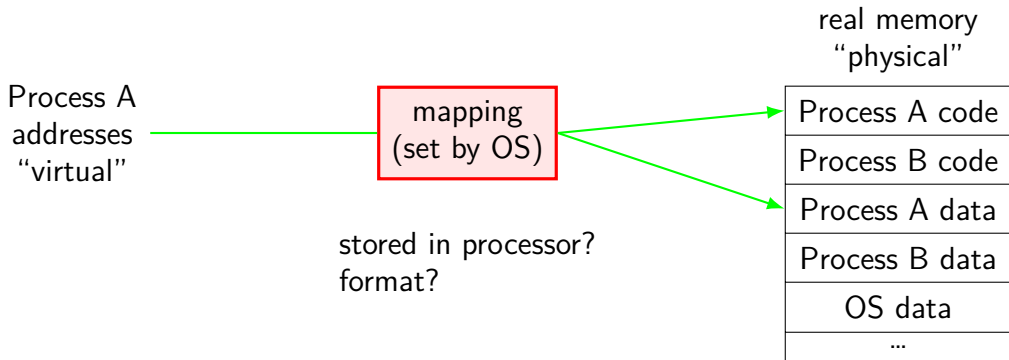 Process A
addresses
“virtual”
mapping
(set by OS)
stored in processor?
format?
real memory
“physical”
Process A code
Process B code
Process A data
Process B data
OS data
...